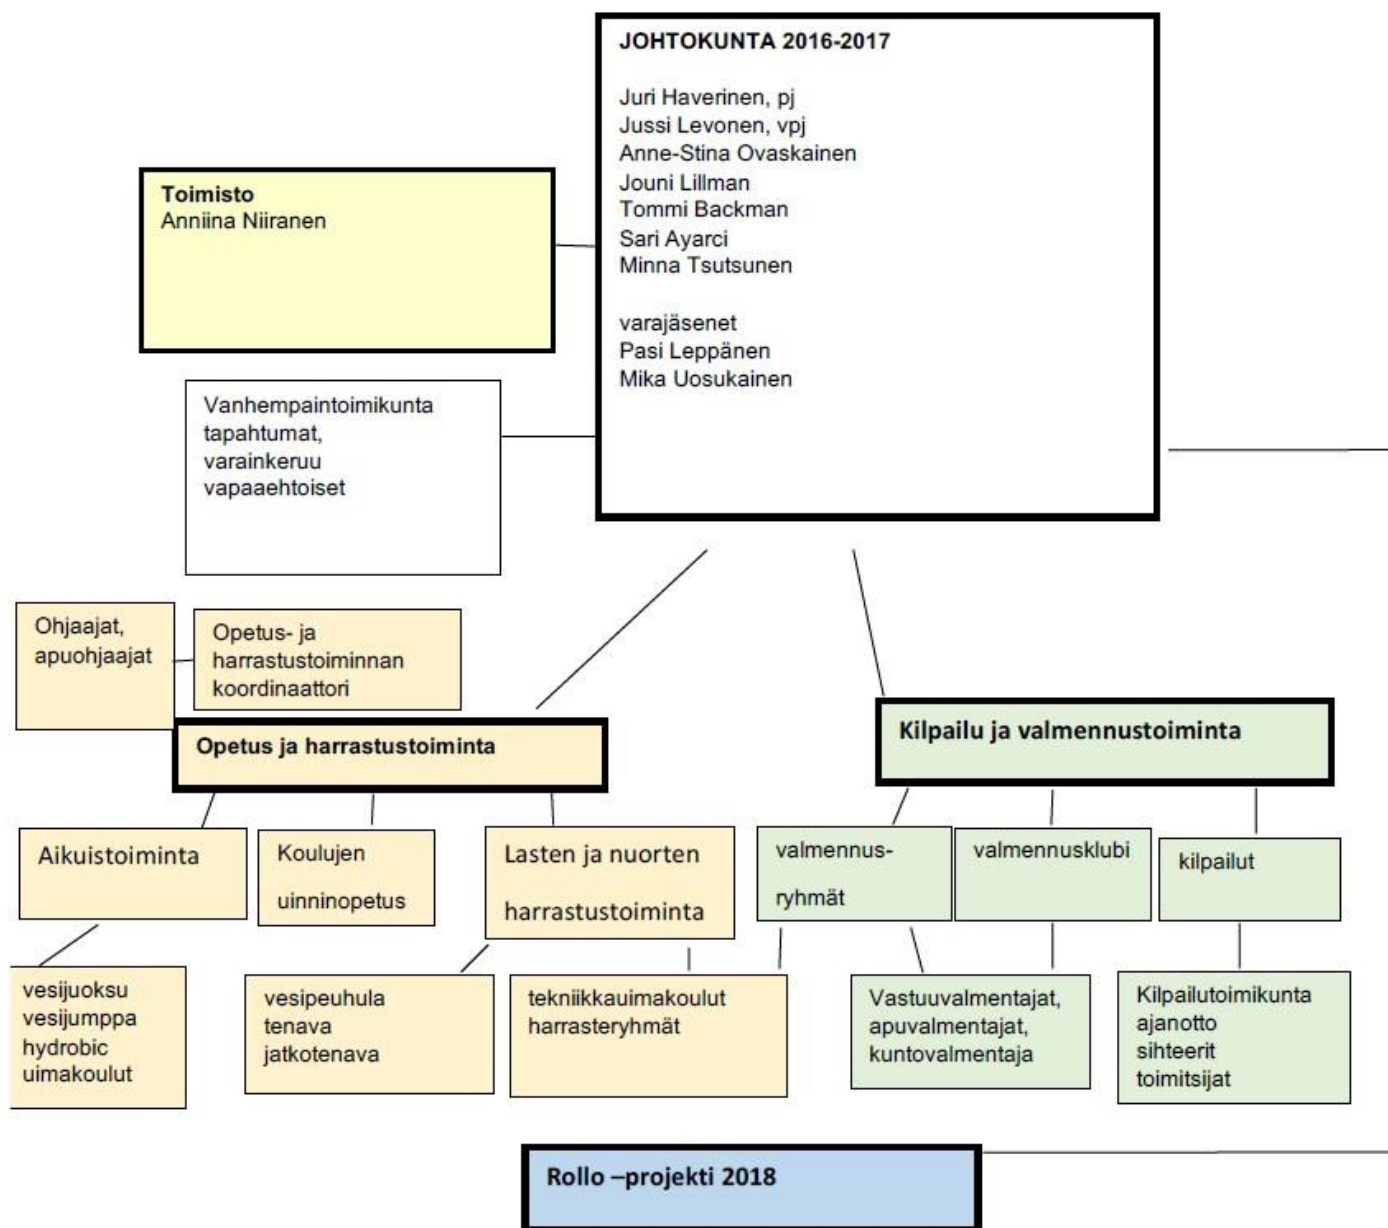 JOHTOKUNTA 2016-2017
Juri Haverinen, pj
Jussi Levonen, vpj
Anne-Stina Ovaskainen
Jouni Lillman
Tommi Backman
Sari Ayarci
Minna Tsutsunen
varajäsenet
Pasi Leppänen
Mika Uosukainen
Toimisto
Anniina Niiranen
Vanhempaintoimikunta
tapahtumat,
varainkeruu
vapaaehtoiset
Ohjaajat,
apuohjaajat
Opetus- ja
harrastustoiminnan
koordinaattori
Opetus ja harrastustoiminta
Kilpailu ja valmennustoiminta
Aikuistoiminta
Koulujen
uinninopetus
Lasten ja nuorten
harrastustoiminta
valmennus-
ryhmät
valmennusklubi
kilpailut
vesijuoksu
vesijumppa
hydrobic
uimakoulut
vesipeuhula
tenava
jatkotenava
tekniikkauimakoulut
harrasteryhmät
Vastuuvalmentajat,
apuvalmentajat,
kuntovalmentaja
Kilpailutoimikunta
ajanotto
sihteerit
toimitsijat
Rollo –projekti 2018